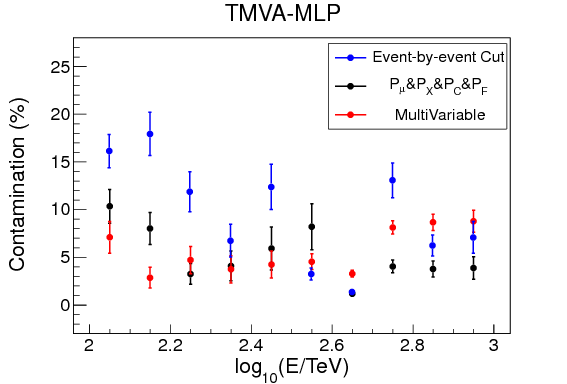 TMVA-MLP
Contamination (%)
25
20
15
10
5
0
Event-by-event Cut
Pμ&PX&PC&PF
MultiVariable
2 2.2 2.4 2.6 2.8 3
log10(E/TeV)